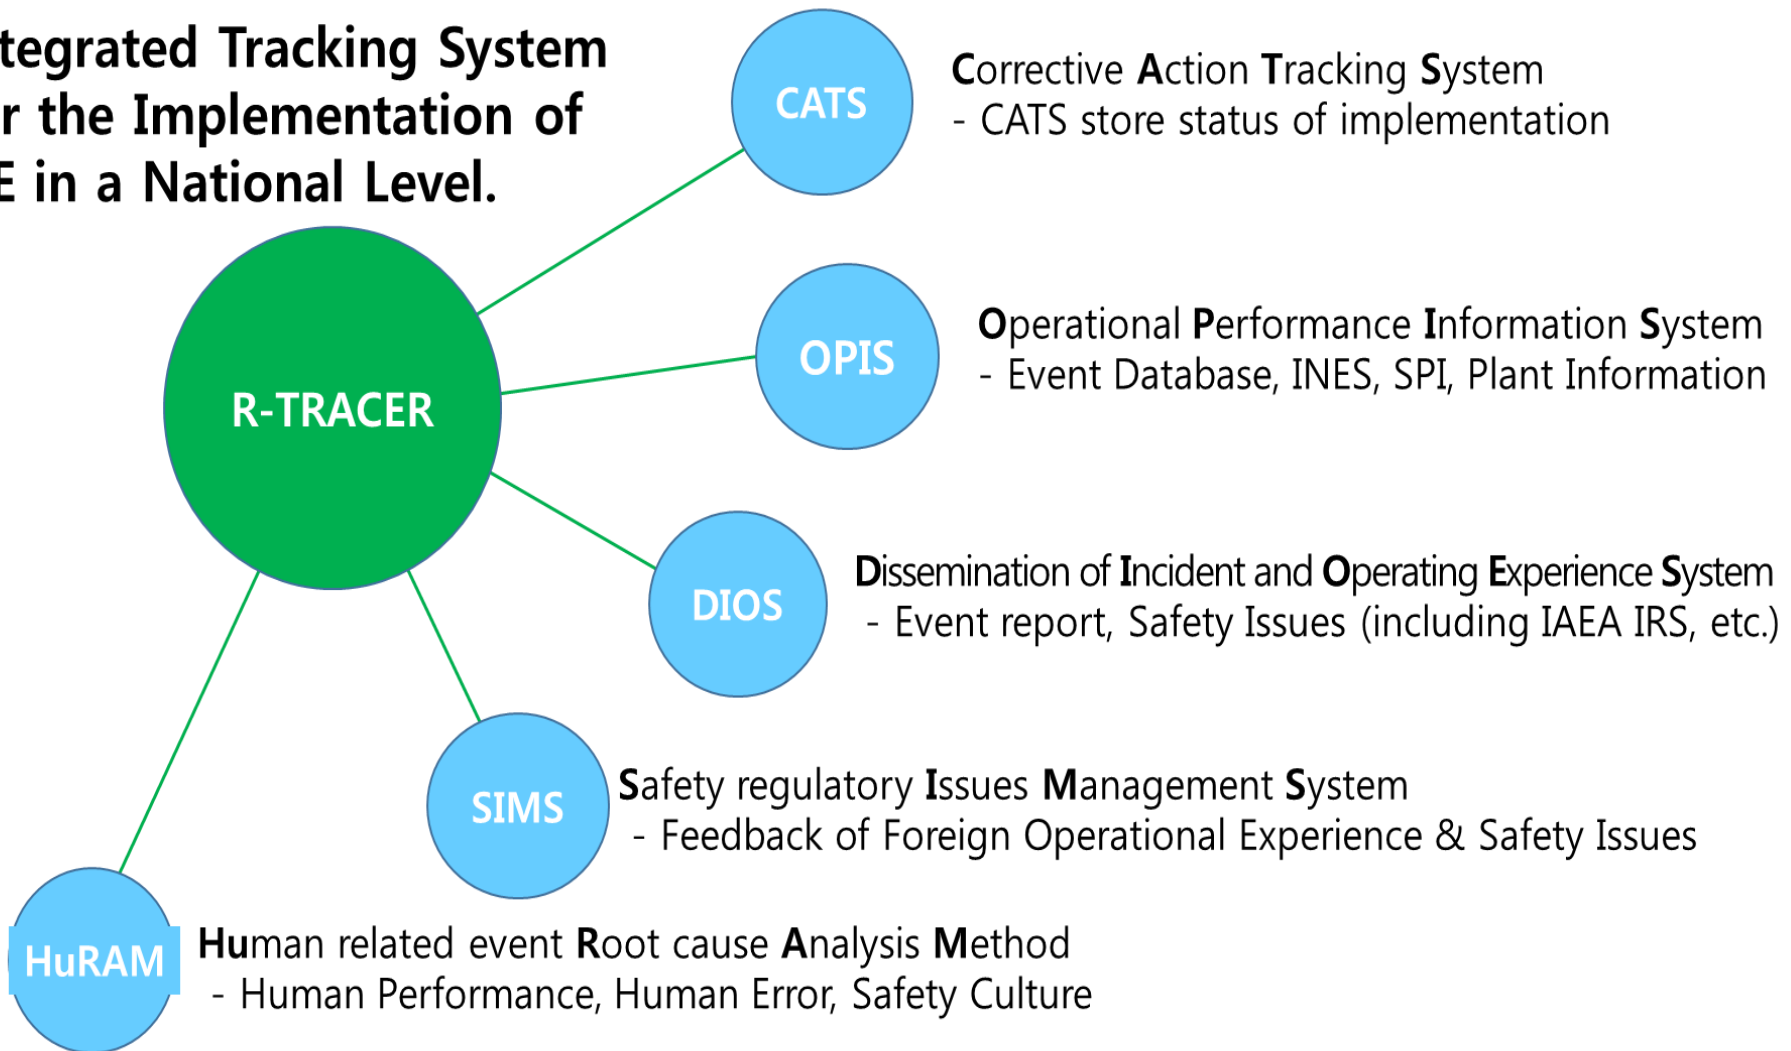 tegrated Tracking System
r the Implementation of
E in a National Level.
CATS
Corrective Action Tracking System
- CATS store status of implementation
R-TRACER
OPIS
Operational Performance Information System
- Event Database, INES, SPI, Plant Information
DIOS
Dissemination of Incident and Operating Experience System
- Event report, Safety Issues (including IAEA IRS, etc.)
SIMS
Safety regulatory Issues Management System
- Feedback of Foreign Operational Experience & Safety Issues
HuRAM
Human related event Root cause Analysis Method
- Human Performance, Human Error, Safety Culture